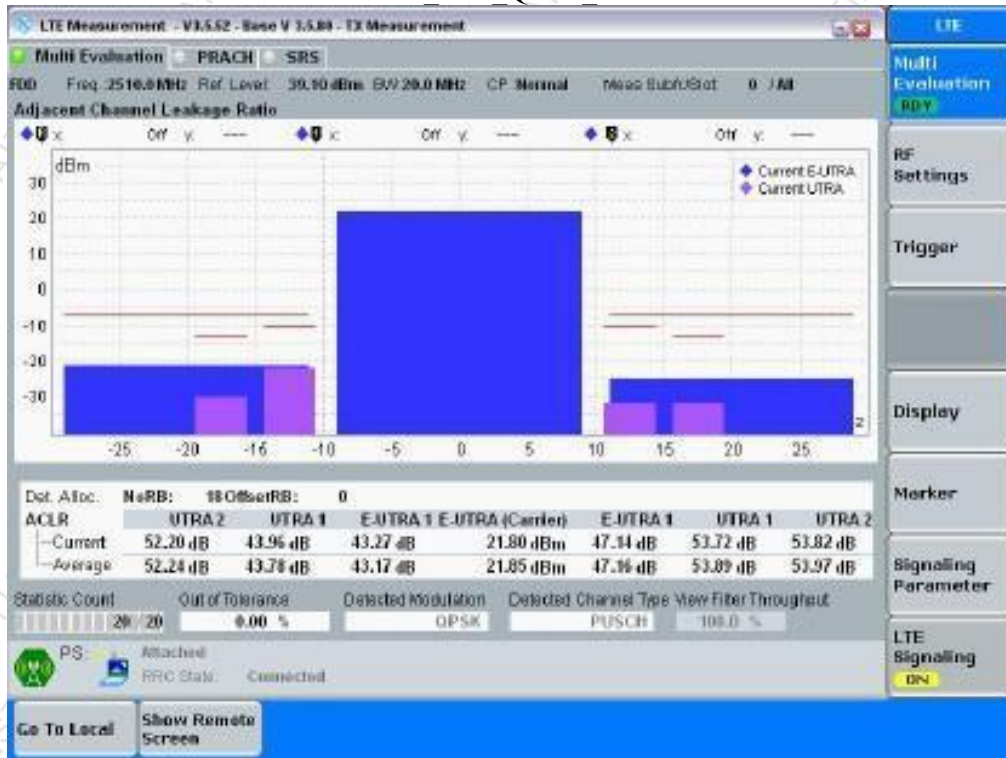 LTE Measurement - V3.5.52 - Base V 3.5.80 - TX Measurement
LTE
Multi Evaluation PRACH SRS
FDD Freq. 2510.0 MHz Ref. Level: 39.10 dBm BW: 20.0 MHz CP: Normal Meas Subfr./Slot 0 / All
Adjacent Channel Leakage Ratio
x: Off y: --- x: Off y: --- x: Off y: ---
dBm
Current E-UTRA
Current UTRA
30
20
10
0
-10
-20
-30
2
-25 -20 -15 -10 -5 0 5 10 15 20 25
Det. Alloc. NoRB: 18 OffsetRB: 0
ACLR UTRA 2 UTRA 1 E-UTRA 1 E-UTRA (Carrier) E-UTRA 1 UTRA 1 UTRA 2
Current 52.20 dB 43.96 dB 43.27 dB 21.80 dBm 47.14 dB 53.72 dB 53.82 dB
Average 52.24 dB 43.78 dB 43.17 dB 21.85 dBm 47.16 dB 53.89 dB 53.97 dB
Statistic Count Out of Tolerance Detected Modulation Detected Channel Type View Filter Throughput
20 / 20 0.00 % QPSK PUSCH 100.0 %
PS: Attached
RRC State: Connected
Multi
Evaluation
RDY
RF
Settings
Trigger
Display
Marker
Signaling
Parameter
LTE
Signaling
ON
Go To Local
Show Remote
Screen